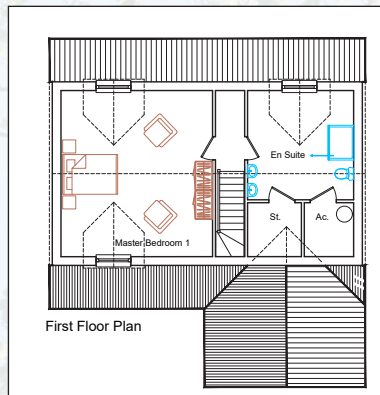 En Suite
St.
Ac.
Master Bedroom 1
First Floor Plan